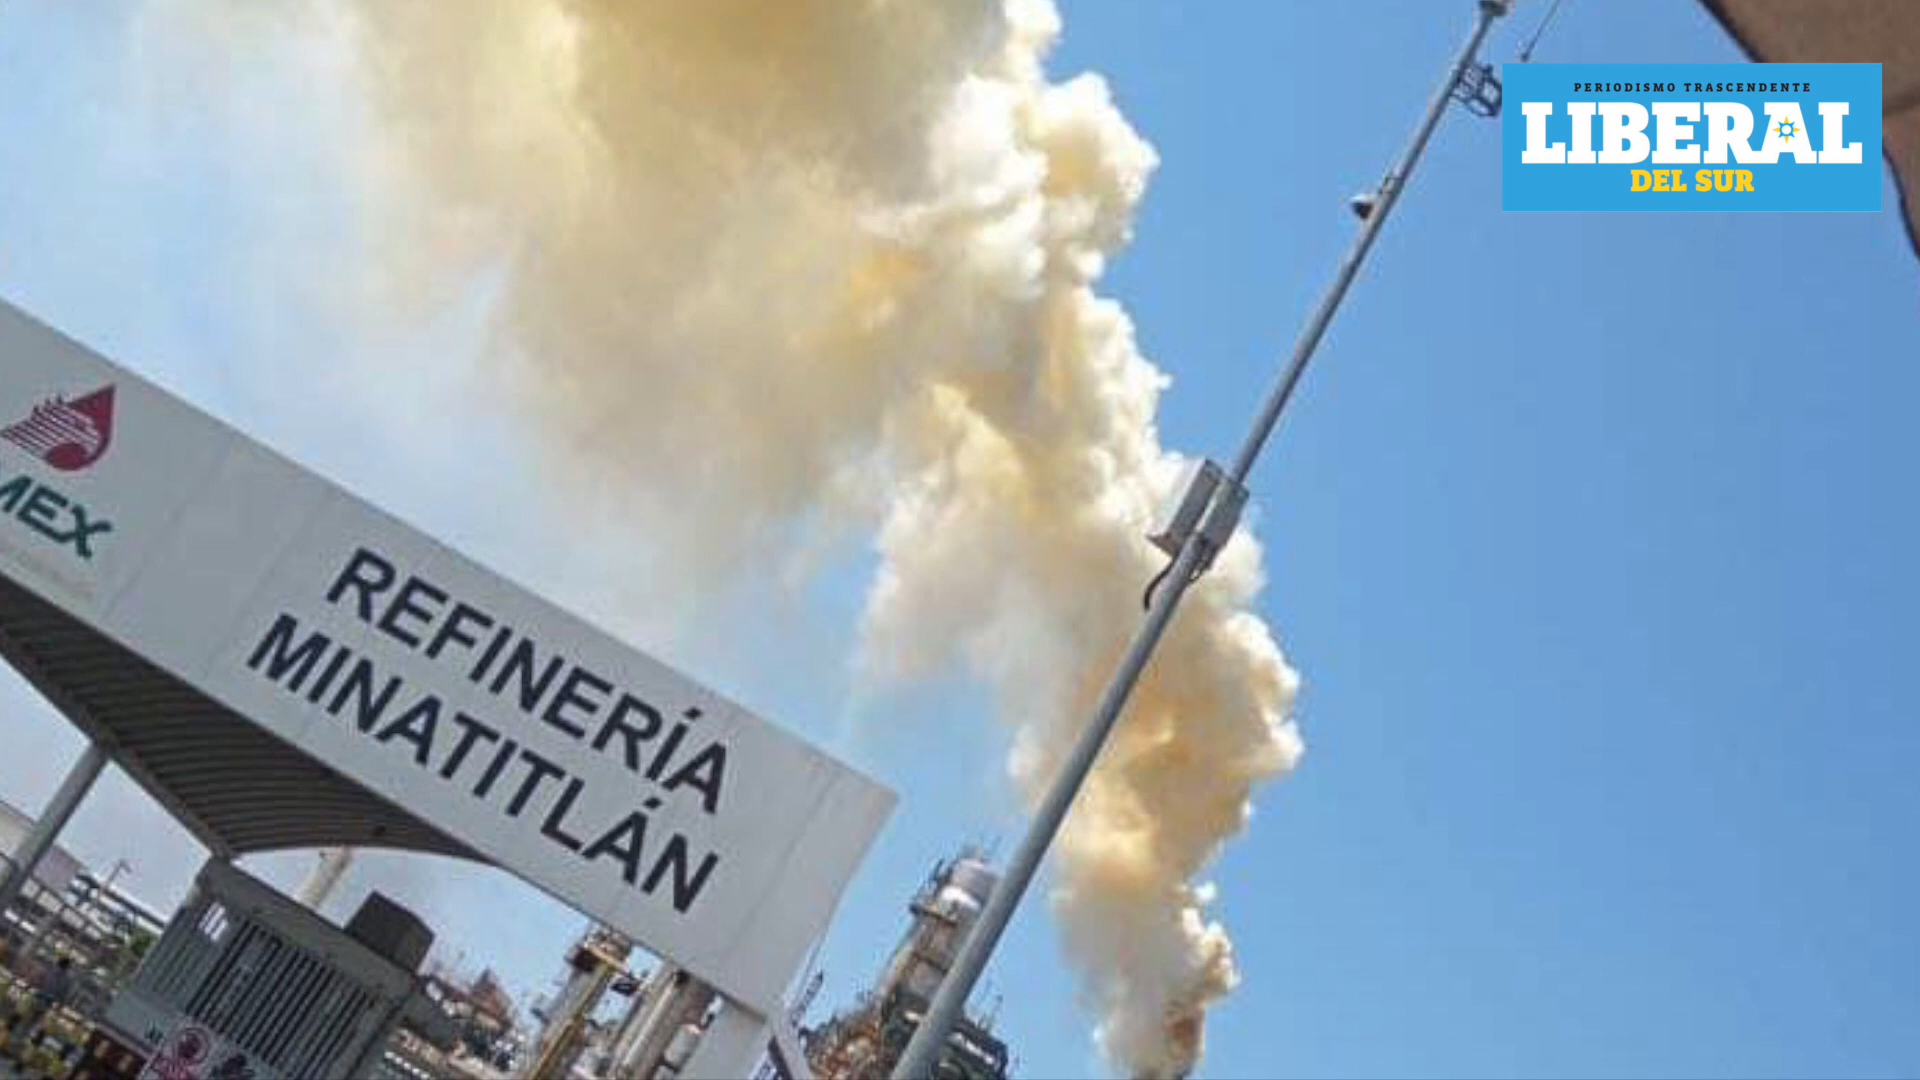 PERIODISMO TRASCENDENTE
LIBERAL
DEL SUR
MEX
REFINERÍA
MINATITLÁN